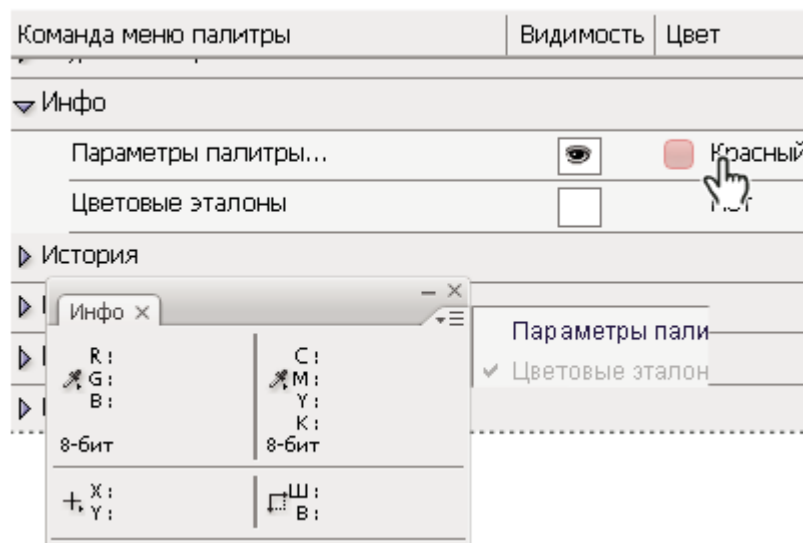 Команда меню палитры Видимость Цвет
Инфо
Параметры палитры... Красный
Цветовые эталоны
История
Инфо
Параметры пали
Цветовые эталон
R: C:
G: M:
B: Y:
K:
8-бит 8-бит
X: Ш:
Y: В: